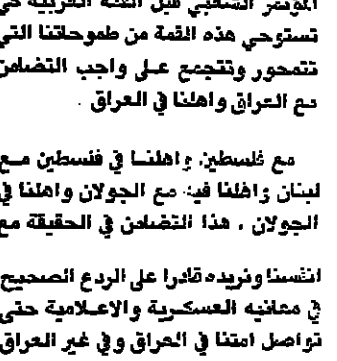 المؤتمر الشعبي قبل القمة العربية كي
تستوحي هذه القمة من طموحاتنا التي
تتمحور وتتجمع على واجب التضامن
مع العراق واهلنا في العراق .
مع فلسطين واهلنا في فلسطين مع
لبنان واهلنا فيه مع الجولان واهلنا في
الجولان ، هذا التضامن في الحقيقة مع
انفسنا ونريده قادرا على الردع الصحيح
في معانيه العسكرية والاعلامية حتى
تواصل امتنا في العراق وفي غير العراق